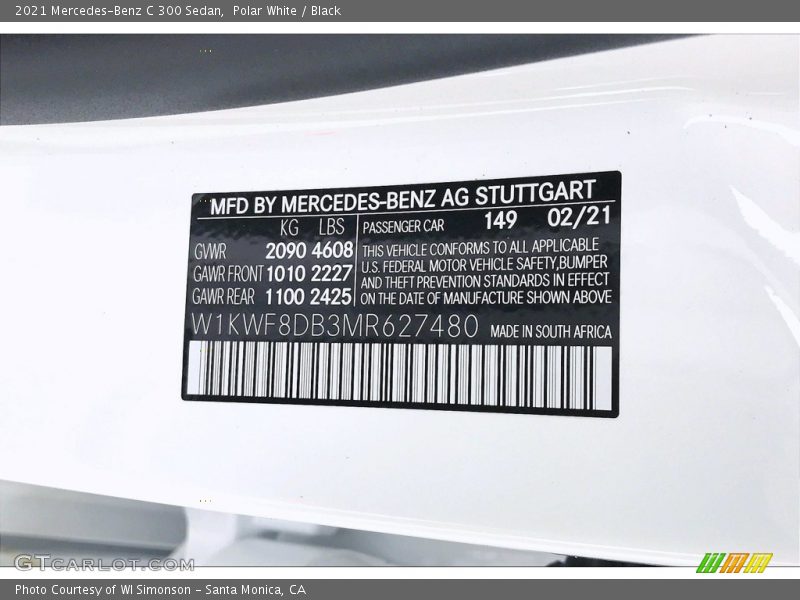 2021 Mercedes-Benz C 300 Sedan, Polar White / Black
MFD BY MERCEDES-BENZ AG STUTTGART
KG LBS
GVWR 2090 4608
GAWR FRONT 1010 2227
GAWR REAR 1100 2425
PASSENGER CAR 149 02/21
THIS VEHICLE CONFORMS TO ALL APPLICABLE
U.S. FEDERAL MOTOR VEHICLE SAFETY,BUMPER
AND THEFT PREVENTION STANDARDS IN EFFECT
ON THE DATE OF MANUFACTURE SHOWN ABOVE
W1KWF8DB3MR627480 MADE IN SOUTH AFRICA
GTCARLOT.COM
Photo Courtesy of WI Simonson - Santa Monica, CA